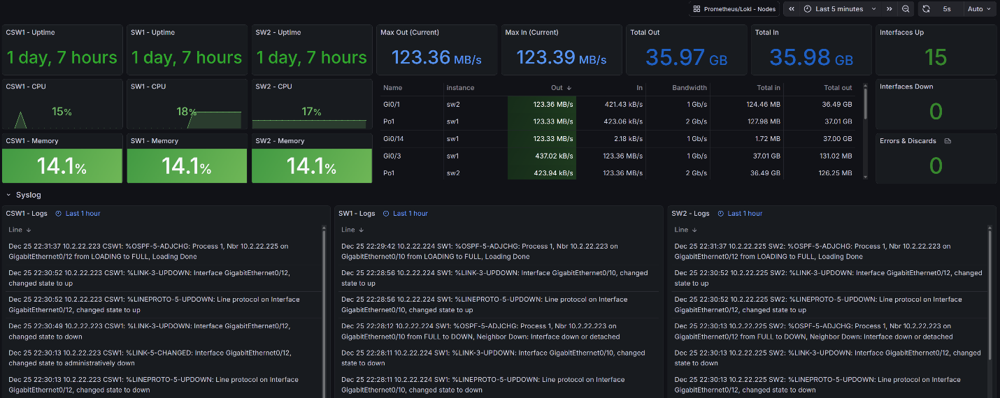 Prometheus/Loki - Nodes
Last 5 minutes
5s
Auto
CSW1 - Uptime
1 day, 7 hours
SW1 - Uptime
1 day, 7 hours
SW2 - Uptime
1 day, 7 hours
Max Out (Current)
123.36 MB/s
Max In (Current)
123.39 MB/s
Total Out
35.97 GB
Total In
35.98 GB
Interfaces Up
15
CSW1 - CPU
15%
SW1 - CPU
18%
SW2 - CPU
17%
CSW1 - Memory
14.1%
SW1 - Memory
14.1%
SW2 - Memory
14.1%
Name instance Out In Bandwidth Total in Total out
Gi0/1 sw2 123.36 MB/s 421.43 kB/s 1 Gb/s 124.46 MB 36.49 GB
Po1 sw1 123.33 MB/s 423.06 kB/s 2 Gb/s 127.98 MB 37.01 GB
Gi0/14 sw1 123.33 MB/s 2.18 kB/s 1 Gb/s 1.72 MB 37.00 GB
Gi0/3 sw1 437.02 kB/s 123.36 MB/s 1 Gb/s 37.01 GB 131.02 MB
Po1 sw2 423.94 kB/s 123.36 MB/s 2 Gb/s 36.49 GB 126.25 MB
Interfaces Down
0
Errors & Discards
0
Syslog
CSW1 - Logs Last 1 hour
Line
Dec 25 22:31:37 10.2.22.223 CSW1: %OSPF-5-ADJCHG: Process 1, Nbr 10.2.22.225 on
GigabitEthernet0/12 from LOADING to FULL, Loading Done
Dec 25 22:30:52 10.2.22.223 CSW1: %LINK-3-UPDOWN: Interface GigabitEthernet0/12,
changed state to up
Dec 25 22:30:52 10.2.22.223 CSW1: %LINEPROTO-5-UPDOWN: Line protocol on Interface
GigabitEthernet0/12, changed state to up
Dec 25 22:30:49 10.2.22.223 CSW1: %LINK-3-UPDOWN: Interface GigabitEthernet0/12,
changed state to down
Dec 25 22:30:13 10.2.22.223 CSW1: %LINK-5-CHANGED: Interface GigabitEthernet0/12,
changed state to administratively down
Dec 25 22:30:13 10.2.22.223 CSW1: %LINEPROTO-5-UPDOWN: Line protocol on Interface
GigabitEthernet0/12, changed state to down
SW1 - Logs Last 1 hour
Line
Dec 25 22:29:42 10.2.22.224 SW1: %OSPF-5-ADJCHG: Process 1, Nbr 10.2.22.223 on
GigabitEthernet0/10 from LOADING to FULL, Loading Done
Dec 25 22:28:56 10.2.22.224 SW1: %LINK-3-UPDOWN: Interface GigabitEthernet0/10, changed
state to up
Dec 25 22:28:56 10.2.22.224 SW1: %LINEPROTO-5-UPDOWN: Line protocol on Interface
GigabitEthernet0/10, changed state to up
Dec 25 22:28:12 10.2.22.224 SW1: %OSPF-5-ADJCHG: Process 1, Nbr 10.2.22.223 on
GigabitEthernet0/10 from FULL to DOWN, Neighbor Down: Interface down or detached
Dec 25 22:28:11 10.2.22.224 SW1: %LINK-3-UPDOWN: Interface GigabitEthernet0/10, changed
state to down
Dec 25 22:28:11 10.2.22.224 SW1: %LINEPROTO-5-UPDOWN: Line protocol on Interface
GigabitEthernet0/10, changed state to down
SW2 - Logs Last 1 hour
Line
Dec 25 22:31:37 10.2.22.225 SW2: %OSPF-5-ADJCHG: Process 1, Nbr 10.2.22.223 on
GigabitEthernet0/12 from LOADING to FULL, Loading Done
Dec 25 22:30:52 10.2.22.225 SW2: %LINK-3-UPDOWN: Interface GigabitEthernet0/12, changed
state to up
Dec 25 22:30:52 10.2.22.225 SW2: %LINEPROTO-5-UPDOWN: Line protocol on Interface
GigabitEthernet0/12, changed state to up
Dec 25 22:30:13 10.2.22.225 SW2: %OSPF-5-ADJCHG: Process 1, Nbr 10.2.22.223 on
GigabitEthernet0/12 from FULL to DOWN, Neighbor Down: Interface down or detached
Dec 25 22:30:13 10.2.22.225 SW2: %LINK-3-UPDOWN: Interface GigabitEthernet0/12, changed
state to down
Dec 25 22:30:13 10.2.22.225 SW2: %LINEPROTO-5-UPDOWN: Line protocol on Interface
GigabitEthernet0/12, changed state to down